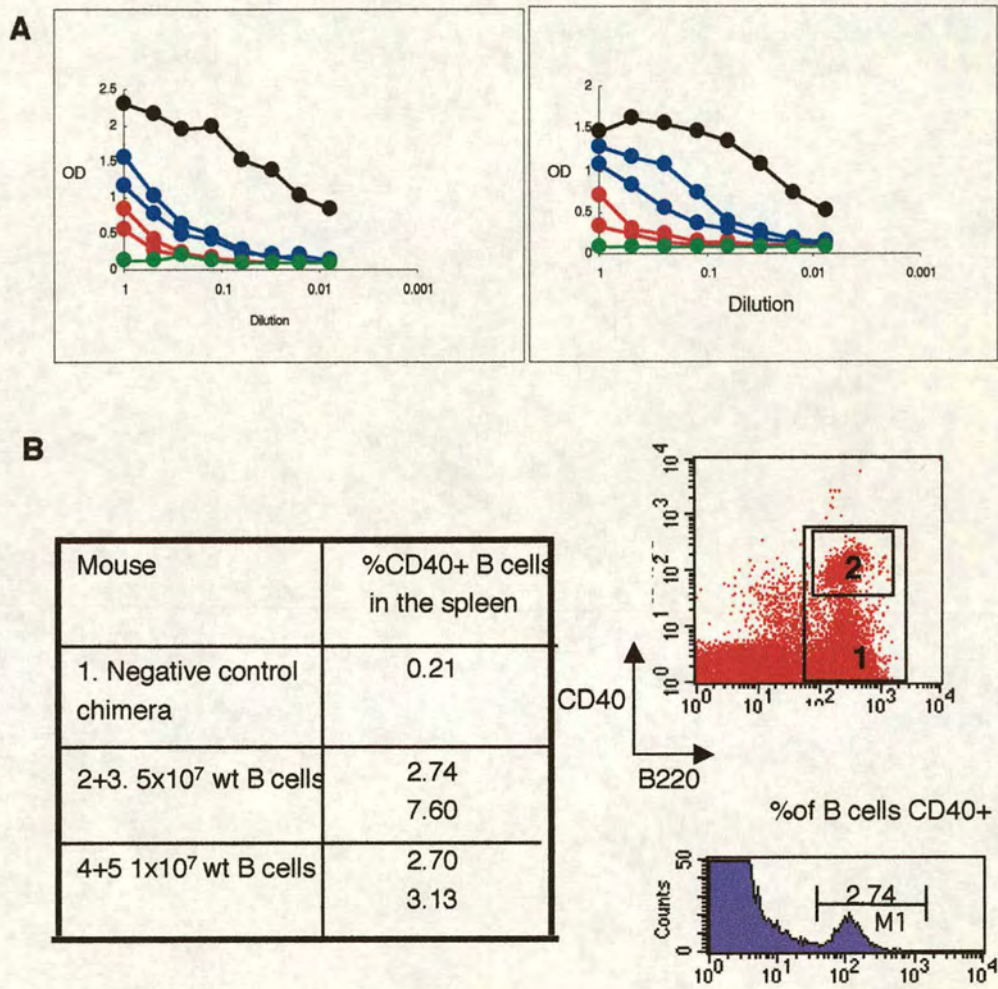 A
2.5
2
1.5
OD
1
0.5
0
1
0.1
0.01
0.001
Dilution
2
1.5
OD
1
0.5
0
1
0.1
0.01
0.001
Dilution
B
Mouse
%CD40+ B cells
in the spleen
1. Negative control
chimera
0.21
2+3. 5x10⁷ wt B cells
2.74
7.60
4+5 1x10⁷ wt B cells
2.70
3.13
10⁴
10³
10²
10¹
10⁰
2
1
10⁰ 10¹ 10² 10³ 10⁴
CD40
B220
%of B cells CD40+
50
Counts
0
2.74
M1
10⁰ 10¹ 10² 10³ 10⁴